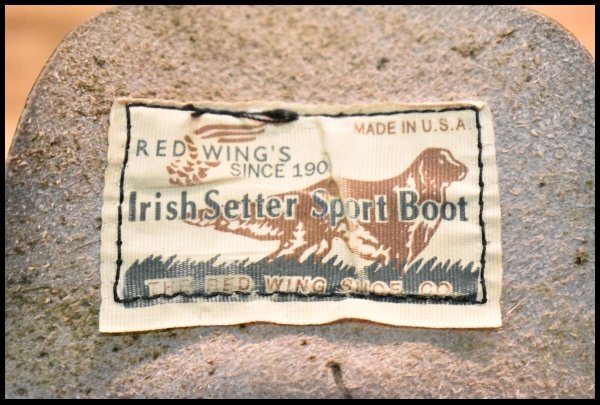 MADE IN U.S.A.
RED WING'S
SINCE 190
Irish Setter Sport Boot
THE RED WING SHOE CO.